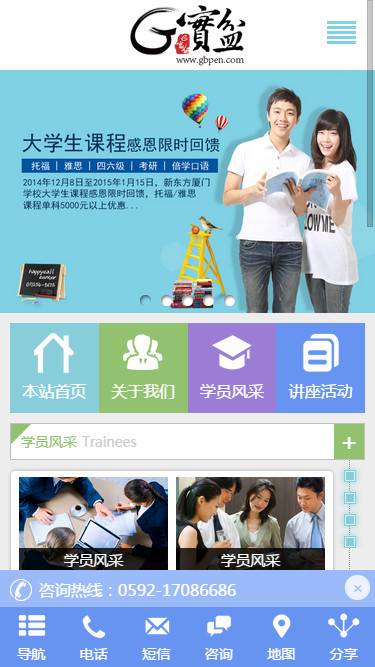 G寶盆
www.gbpen.com
大学生课程感恩限时回馈
托福 | 雅思 | 四六级 | 考研 | 倍学口语
2014年12月8日至2015年1月15日，新东方厦门
学校大学生课程感恩限时回馈，托福/雅思
课程单科5000元以上优惠...
happycall
center
LOW ME
本站首页
关于我们
学员风采
讲座活动
学员风采 Trainees
+
学员风采
学员风采
咨询热线：0592-17086686
×
导航
电话
短信
咨询
地图
分享